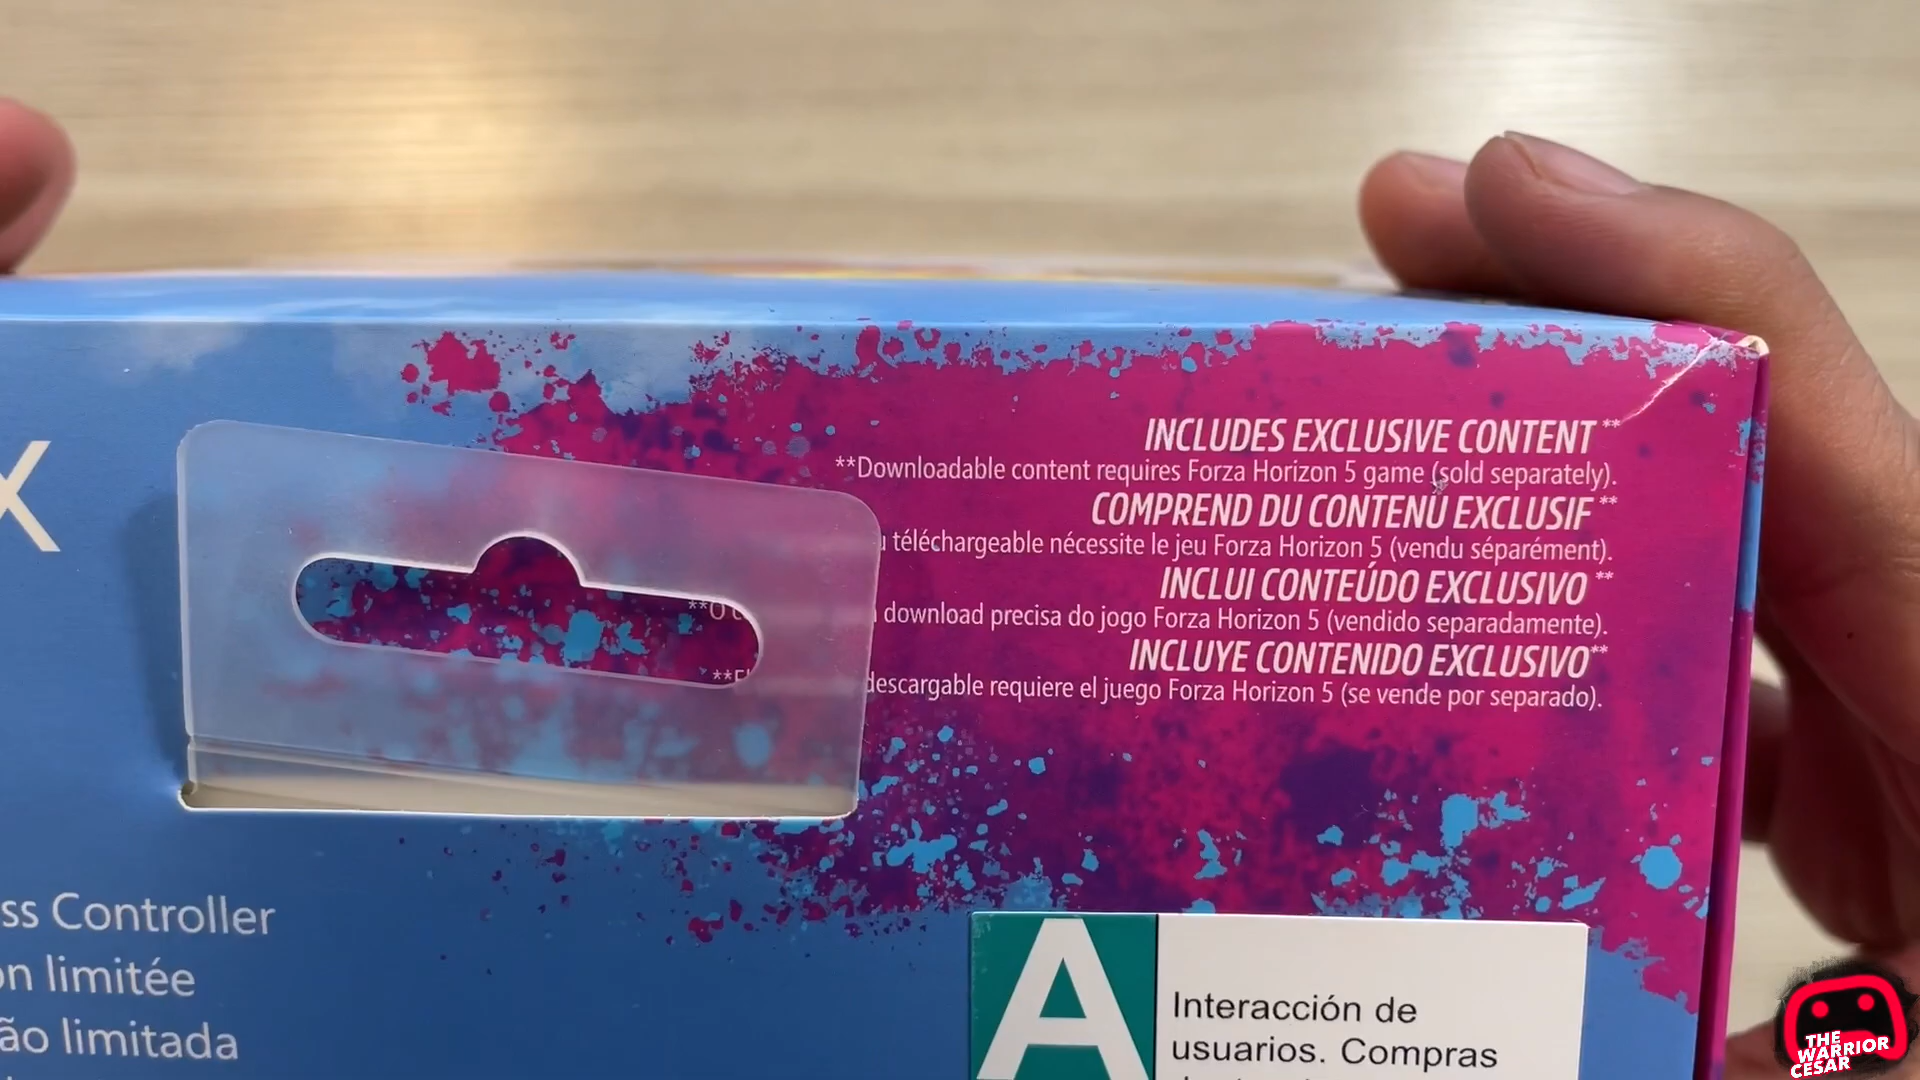 X
INCLUDES EXCLUSIVE CONTENT**
**Downloadable content requires Forza Horizon 5 game (sold separately).
COMPREND DU CONTENU EXCLUSIF**
téléchargeable nécessite le jeu Forza Horizon 5 (vendu séparément).
INCLUI CONTEÚDO EXCLUSIVO**
**O download precisa do jogo Forza Horizon 5 (vendido separadamente).
INCLUYE CONTENIDO EXCLUSIVO**
descargable requiere el juego Forza Horizon 5 (se vende por separado).
ss Controller
on limitée
ão limitada
A
Interacción de
usuarios. Compras
THE
WARRIOR
CESAR